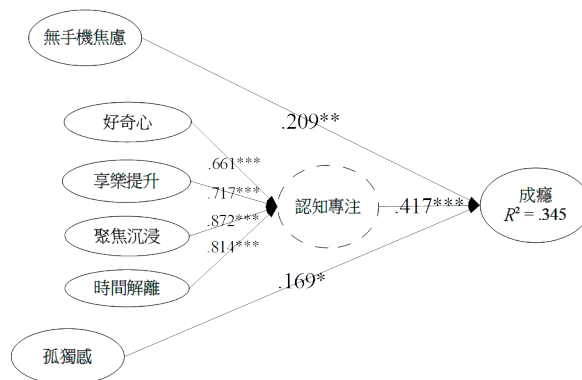 無手機焦慮
.209**
好奇心
.661***
享樂提升
.717***
聚焦沉浸
.872***
時間解離
.814***
認知專注
.417***
成癮
R² = .345
.169*
孤獨感